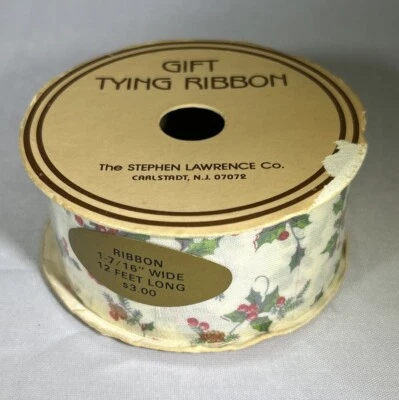 GIFT
TYING RIBBON
The STEPHEN LAWRENCE Co.
CARLSTADT, N.J. 07072
RIBBON
1-7/16" WIDE
12 FEET LONG
$3.00